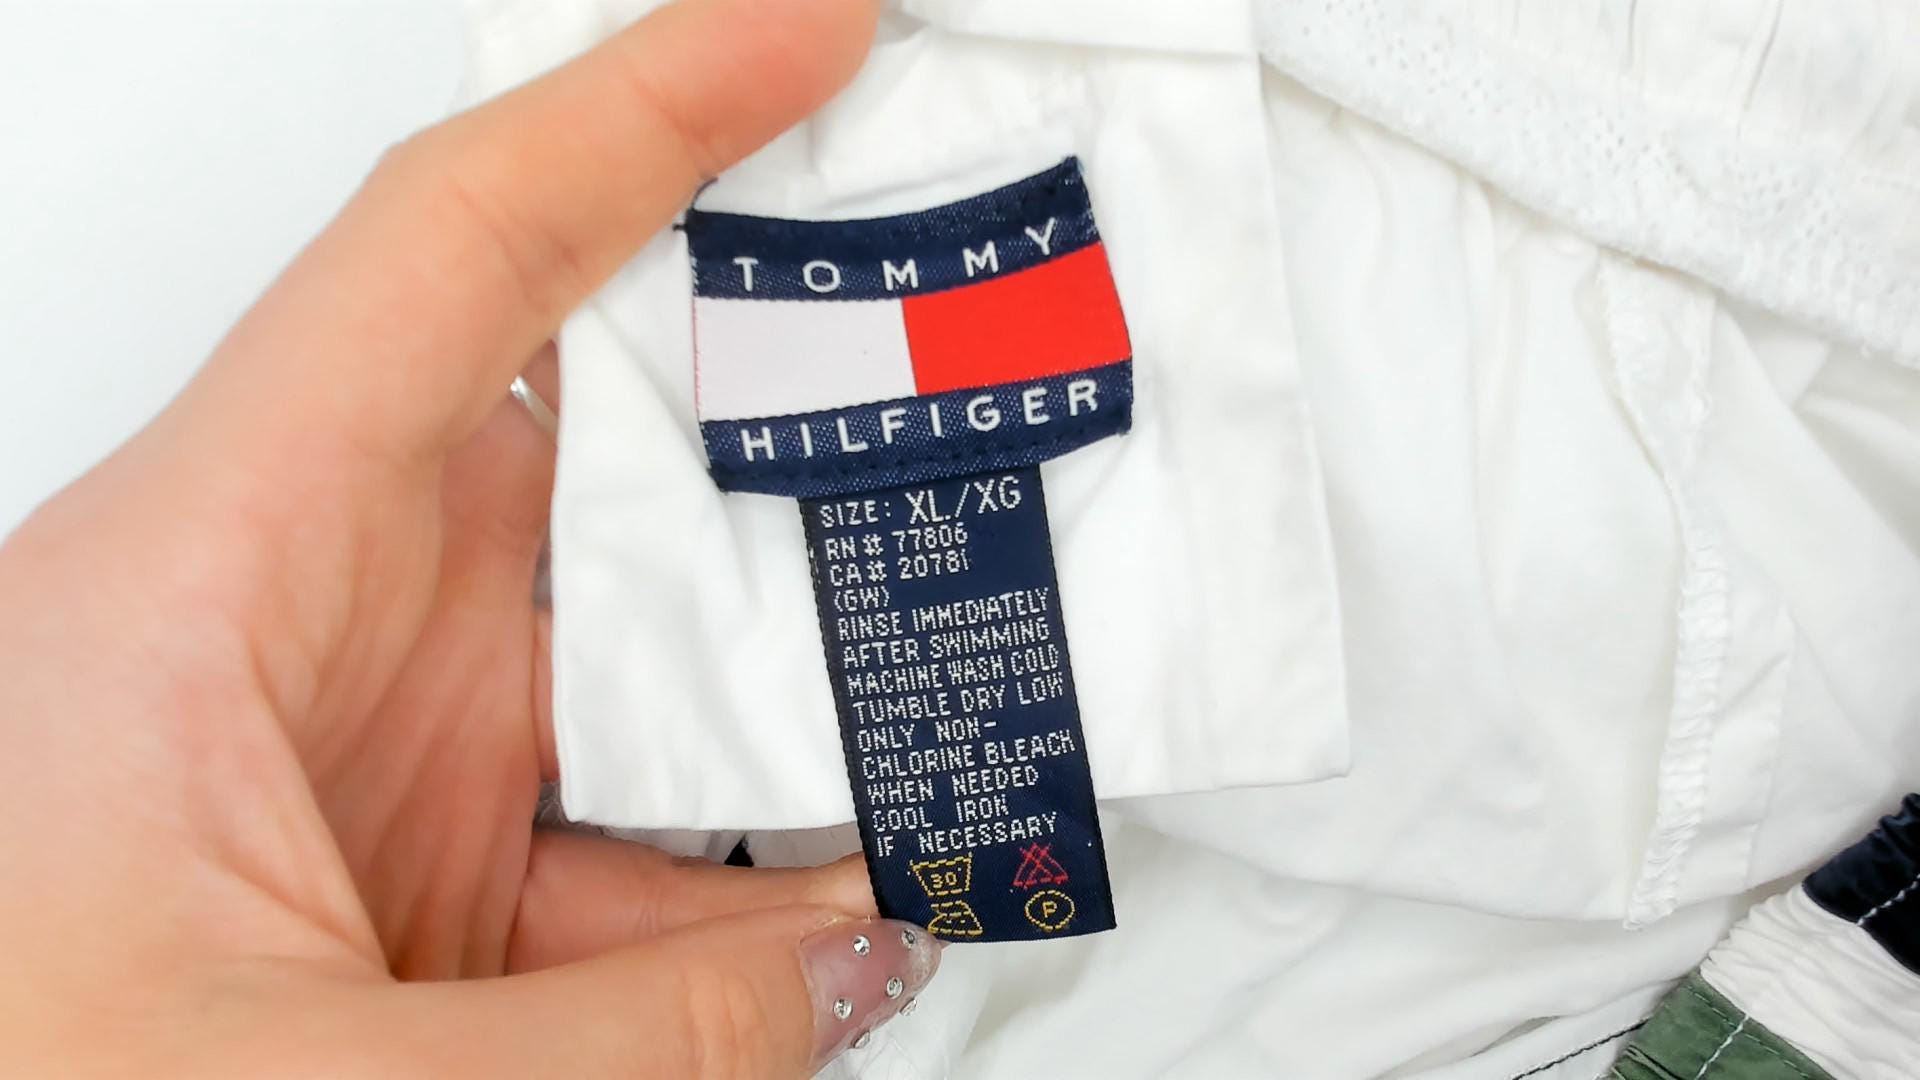 TOMMY
HILFIGER
SIZE: XL/XG
RN# 77806
CA# 20781
(GW)
RINSE IMMEDIATELY
AFTER SWIMMING
MACHINE WASH COLD
TUMBLE DRY LOW
ONLY NON-
CHLORINE BLEACH
WHEN NEEDED
COOL IRON
IF NECESSARY
30
P